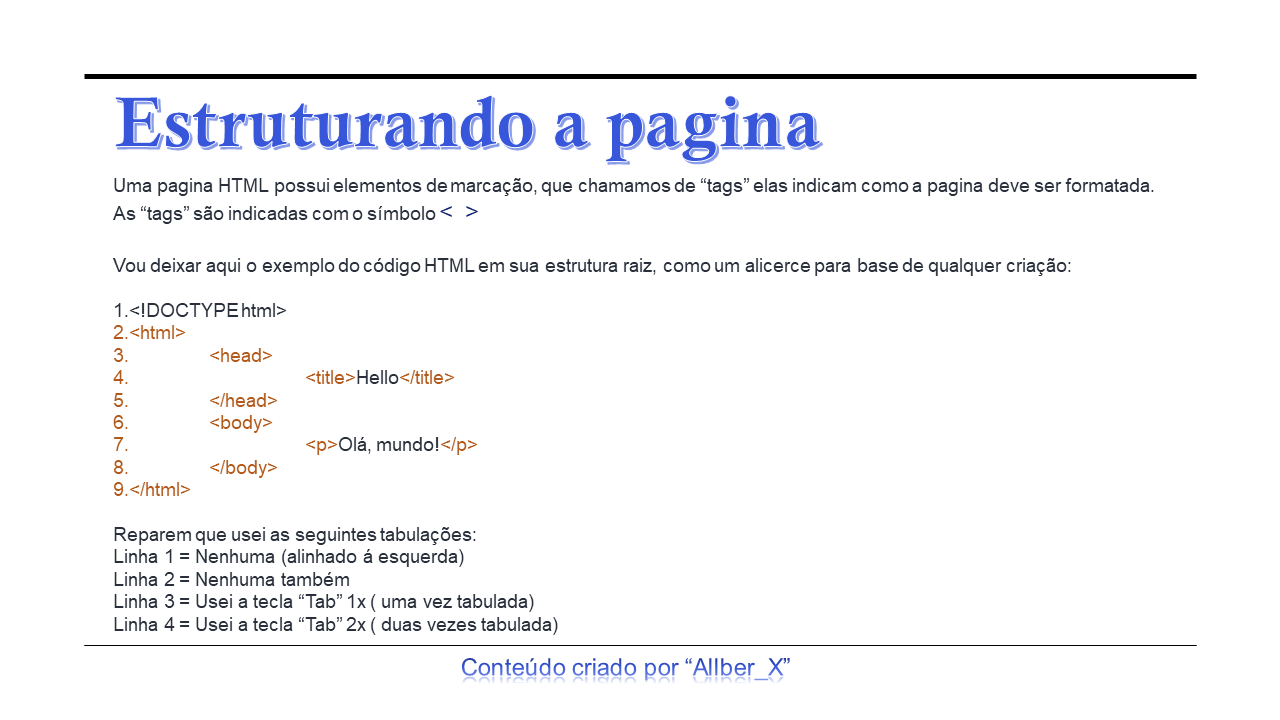 Estruturando a pagina
Uma pagina HTML possui elementos de marcação, que chamamos de “tags” elas indicam como a pagina deve ser formatada.
As “tags” são indicadas com o símbolo < >
Vou deixar aqui o exemplo do código HTML em sua estrutura raiz, como um alicerce para base de qualquer criação:
1.<!DOCTYPE html>
2.<html>
3. <head>
4. <title>Hello</title>
5. </head>
6. <body>
7. <p>Olá, mundo!</p>
8. </body>
9.</html>
Reparem que usei as seguintes tabulações:
Linha 1 = Nenhuma (alinhado á esquerda)
Linha 2 = Nenhuma também
Linha 3 = Usei a tecla “Tab” 1x ( uma vez tabulada)
Linha 4 = Usei a tecla “Tab” 2x ( duas vezes tabulada)
Conteúdo criado por “Allber_X”